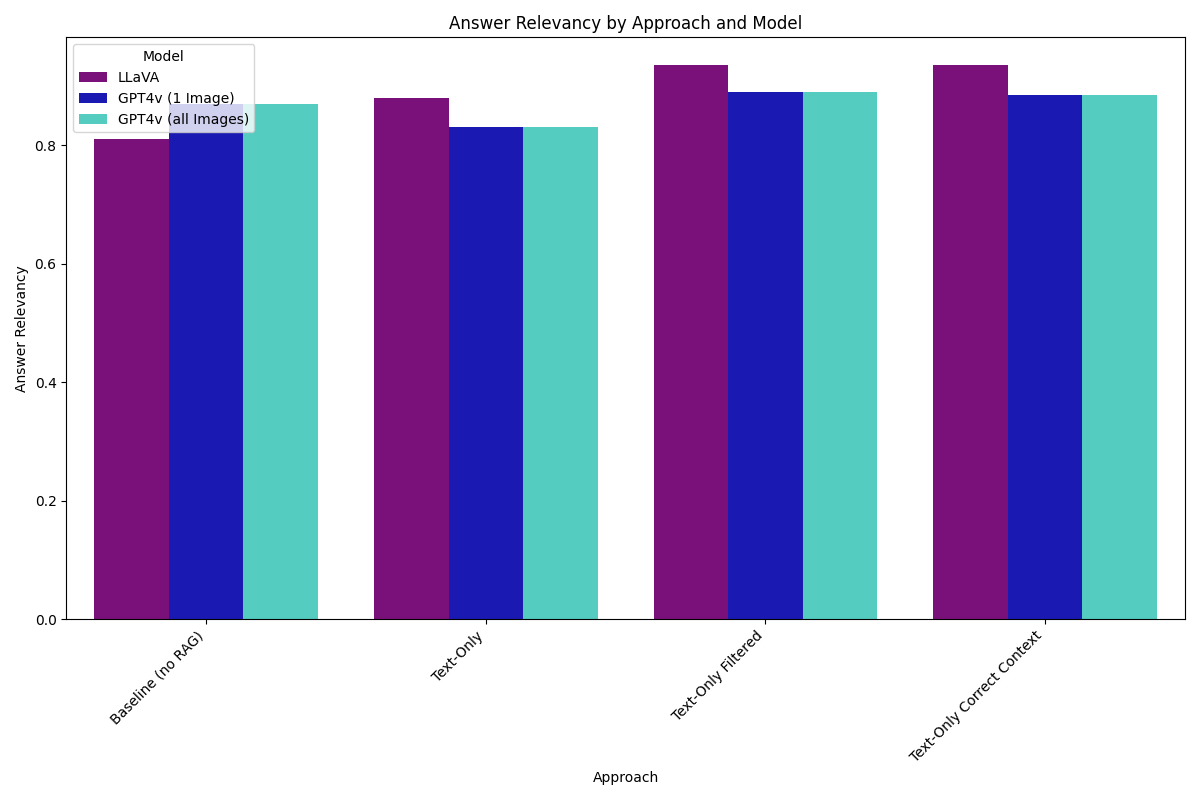 Answer Relevancy by Approach and Model
Model
LLaVA
GPT4v (1 Image)
GPT4v (all Images)
Answer Relevancy
0.8
0.6
0.4
0.2
0.0
Baseline (no RAG)
Text-Only
Text-Only Filtered
Text-Only Correct Context
Approach